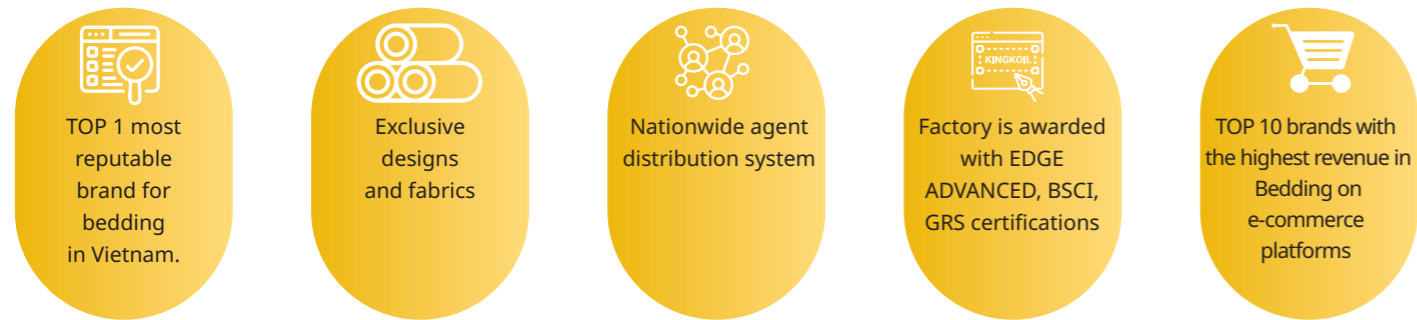 TOP 1 most
reputable
brand for
bedding
in Vietnam.
Exclusive
designs
and fabrics
Nationwide agent
distribution system
KINGKOIL
Factory is awarded
with EDGE
ADVANCED, BSCI,
GRS certifications
TOP 10 brands with
the highest revenue in
Bedding on
e-commerce
platforms